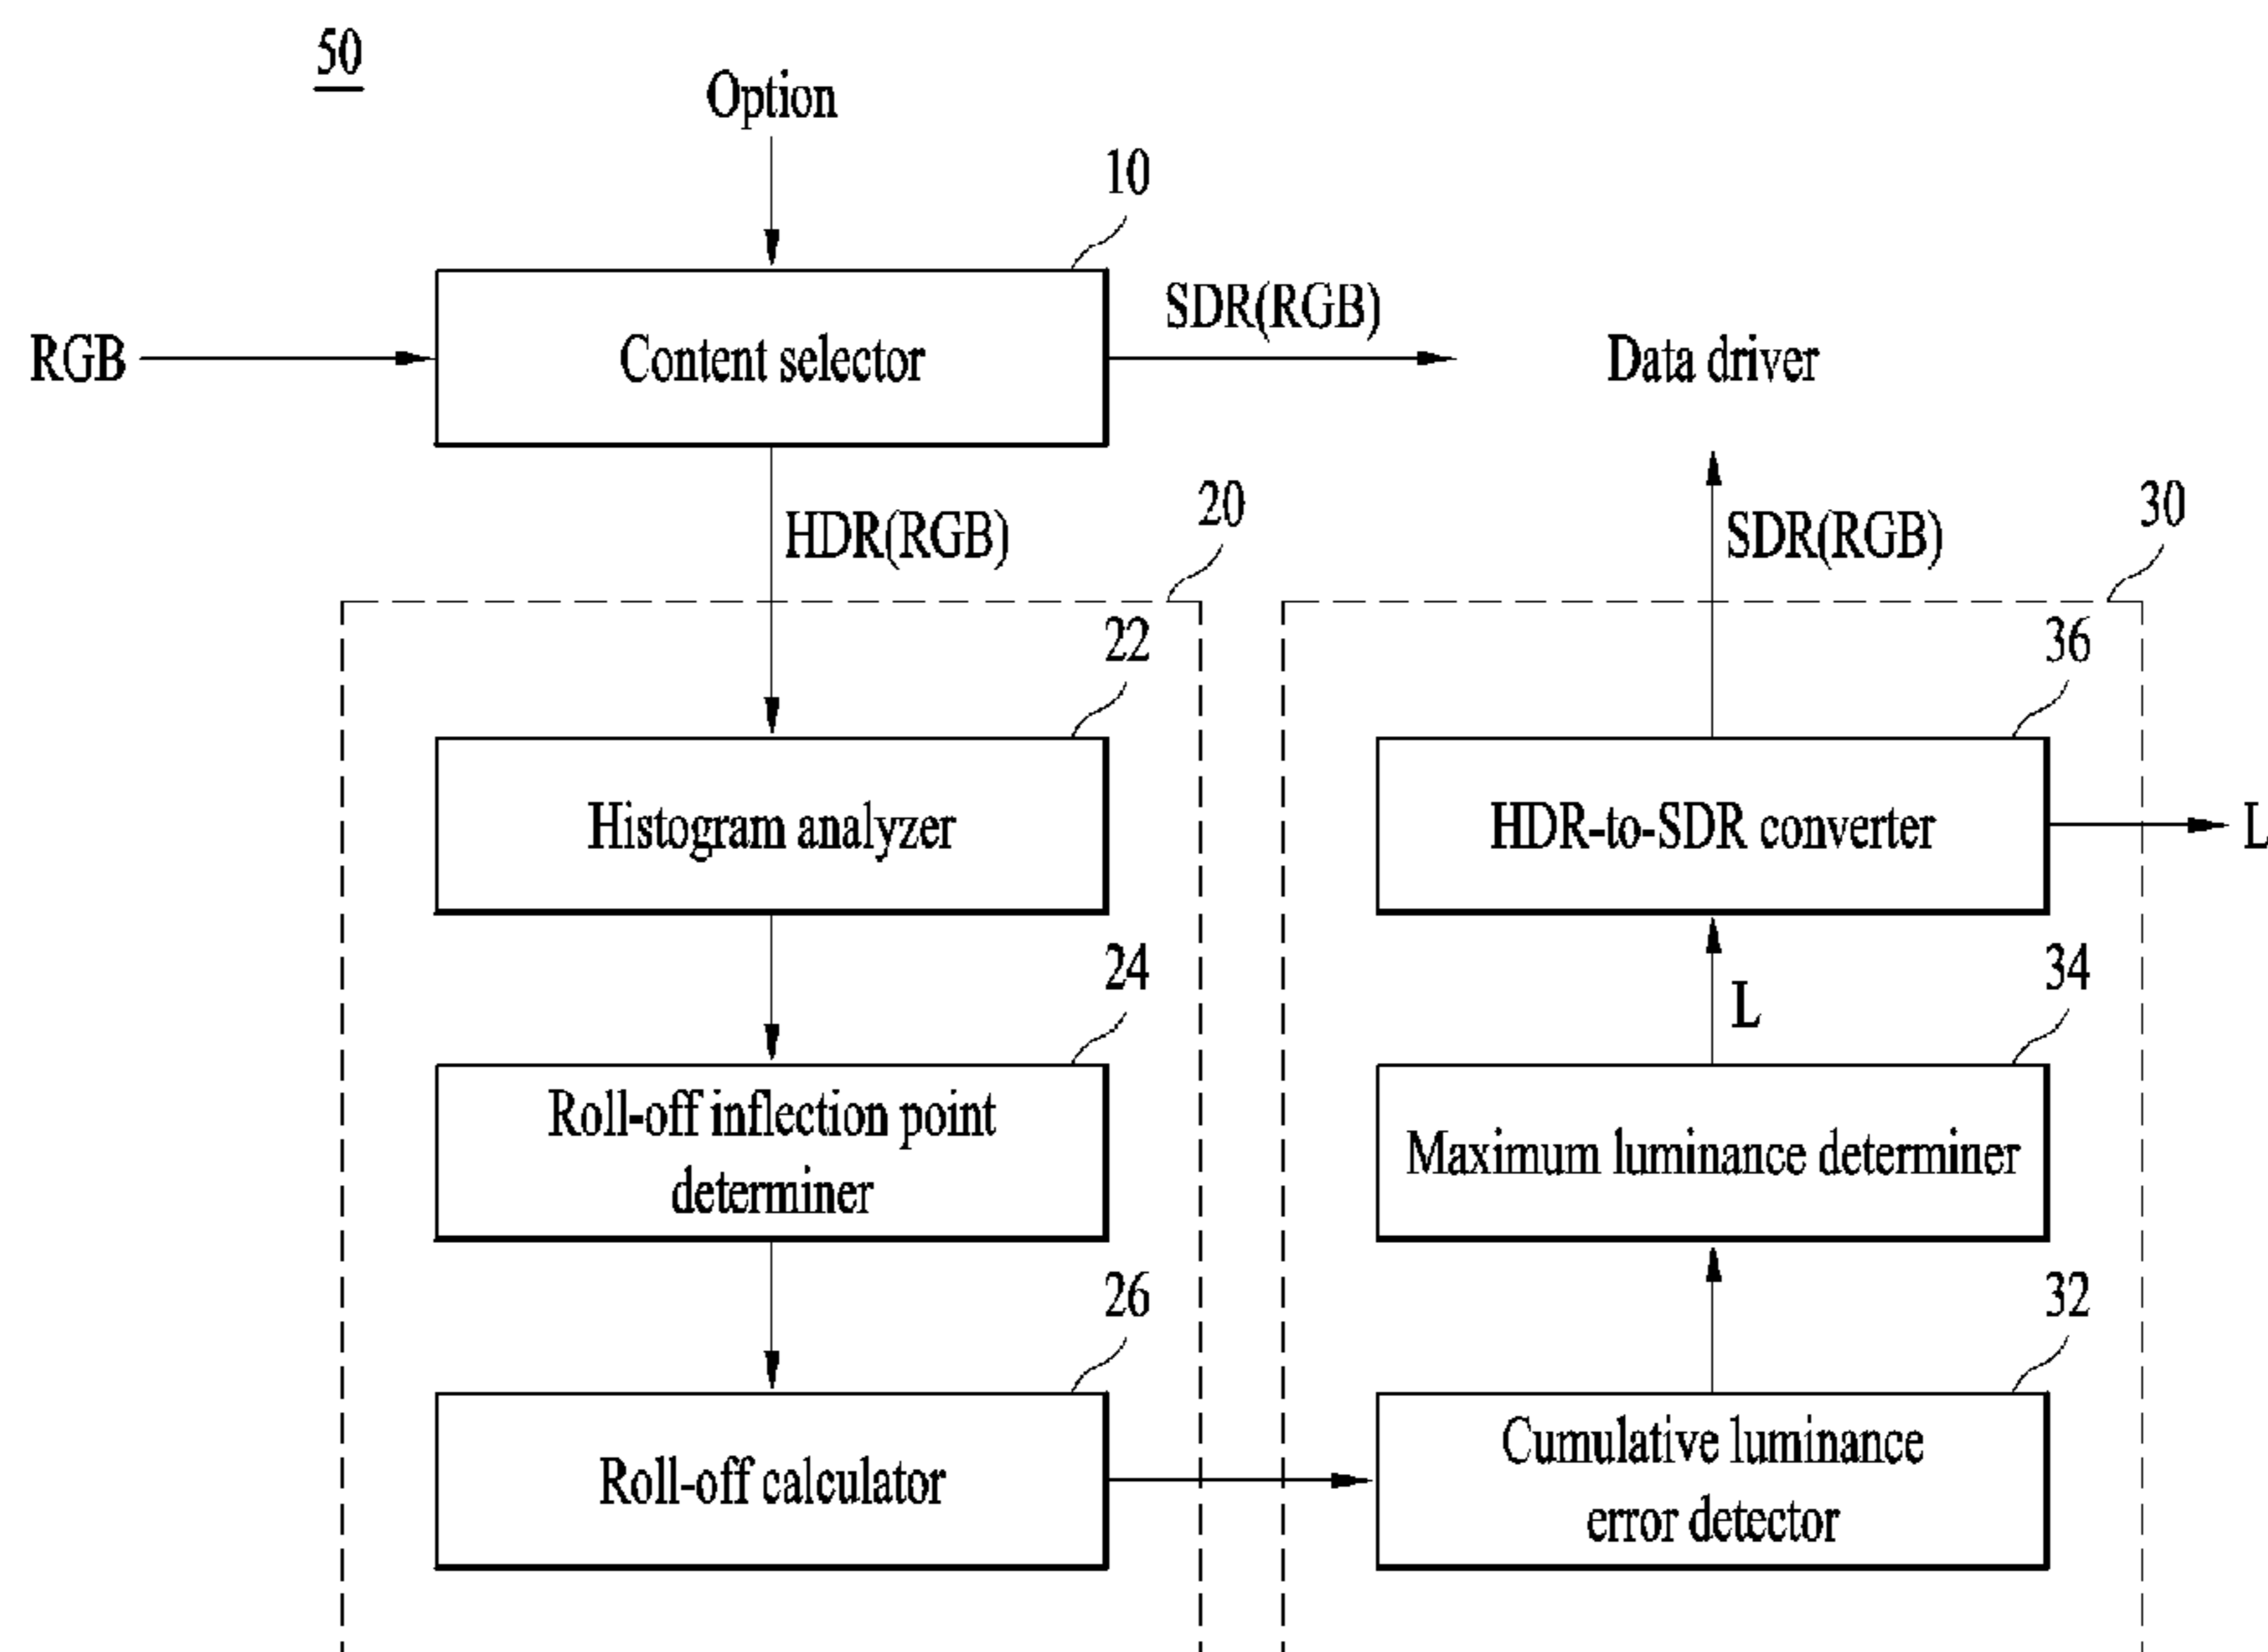 50
Option
10
RGB
Content selector
SDR(RGB)
Data driver
HDR(RGB)
20
SDR(RGB)
30
22
36
Histogram analyzer
HDR-to-SDR converter
L
24
L
34
Roll-off inflection point
determiner
Maximum luminance determiner
26
32
Roll-off calculator
Cumulative luminance
error detector